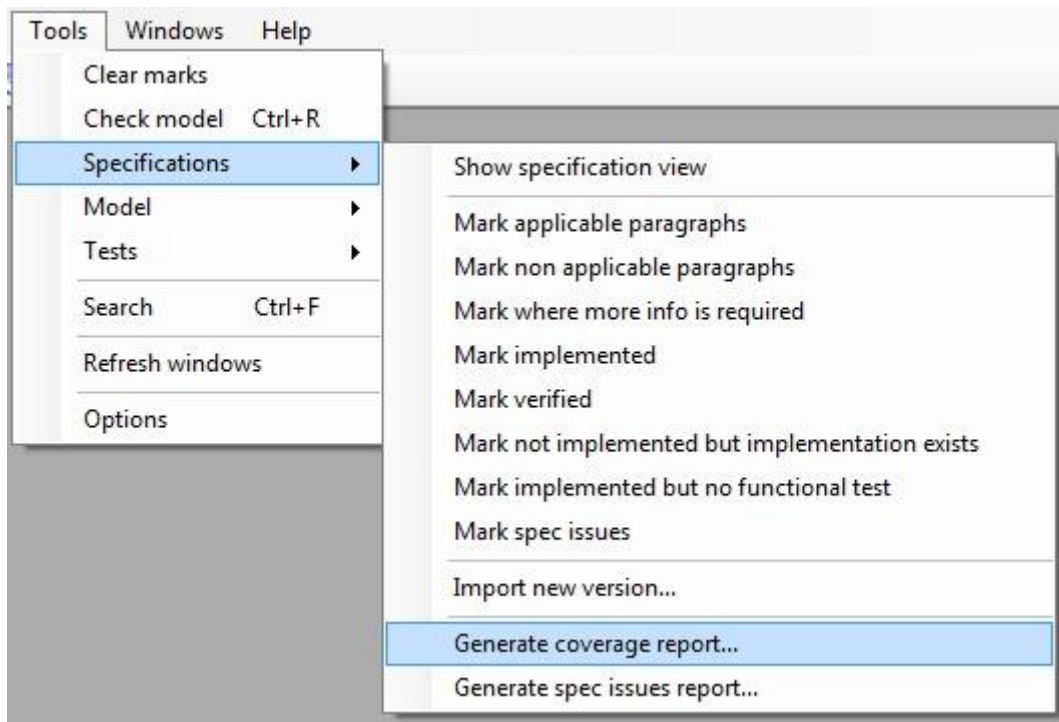 Tools Windows Help
Clear marks
Check model Ctrl+R
Specifications
Model
Tests
Search Ctrl+F
Refresh windows
Options
Show specification view
Mark applicable paragraphs
Mark non applicable paragraphs
Mark where more info is required
Mark implemented
Mark verified
Mark not implemented but implementation exists
Mark implemented but no functional test
Mark spec issues
Import new version...
Generate coverage report...
Generate spec issues report...